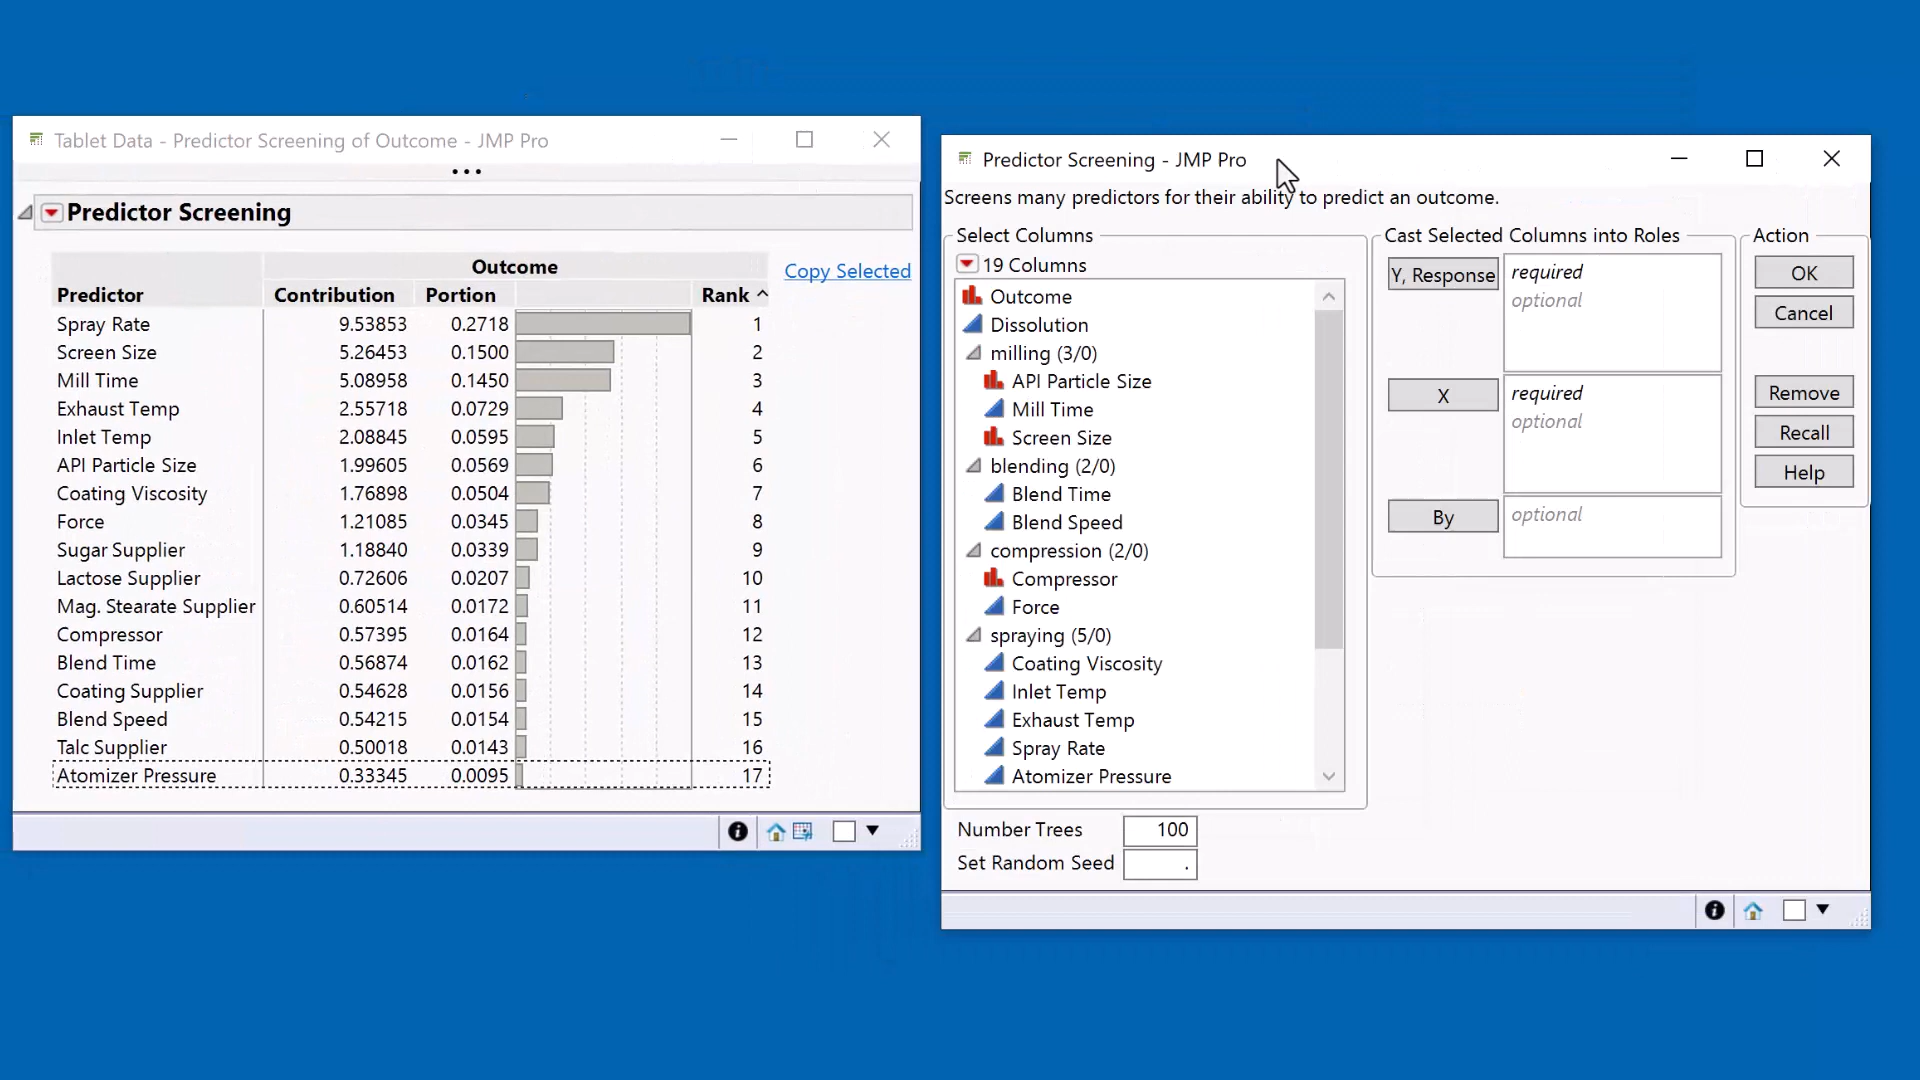 Tablet Data - Predictor Screening of Outcome - JMP Pro
Predictor Screening
Outcome
Copy Selected
Predictor Contribution Portion Rank
Spray Rate 9.53853 0.2718 1
Screen Size 5.26453 0.1500 2
Mill Time 5.08958 0.1450 3
Exhaust Temp 2.55718 0.0729 4
Inlet Temp 2.08845 0.0595 5
API Particle Size 1.99605 0.0569 6
Coating Viscosity 1.76898 0.0504 7
Force 1.21085 0.0345 8
Sugar Supplier 1.18840 0.0339 9
Lactose Supplier 0.72606 0.0207 10
Mag. Stearate Supplier 0.60514 0.0172 11
Compressor 0.57395 0.0164 12
Blend Time 0.56874 0.0162 13
Coating Supplier 0.54628 0.0156 14
Blend Speed 0.54215 0.0154 15
Talc Supplier 0.50018 0.0143 16
Atomizer Pressure 0.33345 0.0095 17
Predictor Screening - JMP Pro
Screens many predictors for their ability to predict an outcome.
Select Columns
19 Columns
Outcome
Dissolution
milling (3/0)
API Particle Size
Mill Time
Screen Size
blending (2/0)
Blend Time
Blend Speed
compression (2/0)
Compressor
Force
spraying (5/0)
Coating Viscosity
Inlet Temp
Exhaust Temp
Spray Rate
Atomizer Pressure
Number Trees 100
Set Random Seed .
Cast Selected Columns into Roles
Y, Response required
optional
X required
optional
By optional
Action
OK
Cancel
Remove
Recall
Help